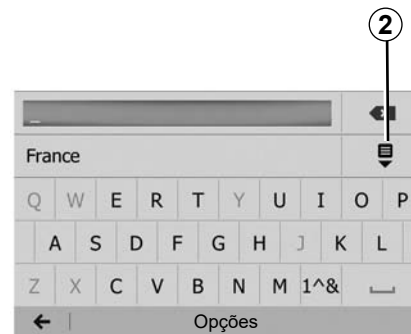 2
_
France
Q W E R T Y U I O P
A S D F G H J K L
Z X C V B N M 1^&
Opções